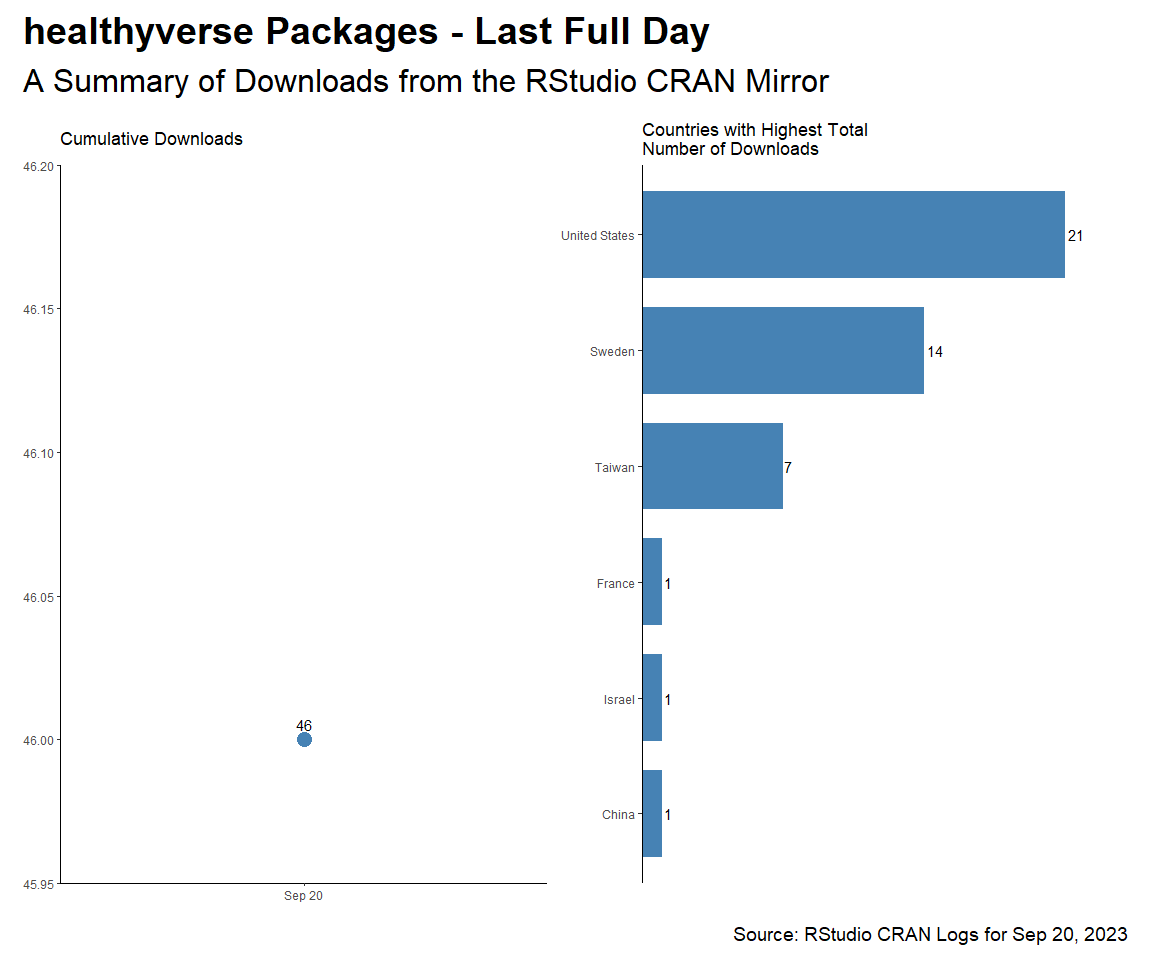 healthyverse Packages - Last Full Day
A Summary of Downloads from the RStudio CRAN Mirror
Cumulative Downloads
46.20
46.15
46.10
46.05
46.00
45.95
46
Sep 20
Countries with Highest Total
Number of Downloads
United States 21
Sweden 14
Taiwan 7
France 1
Israel 1
China 1
Source: RStudio CRAN Logs for Sep 20, 2023